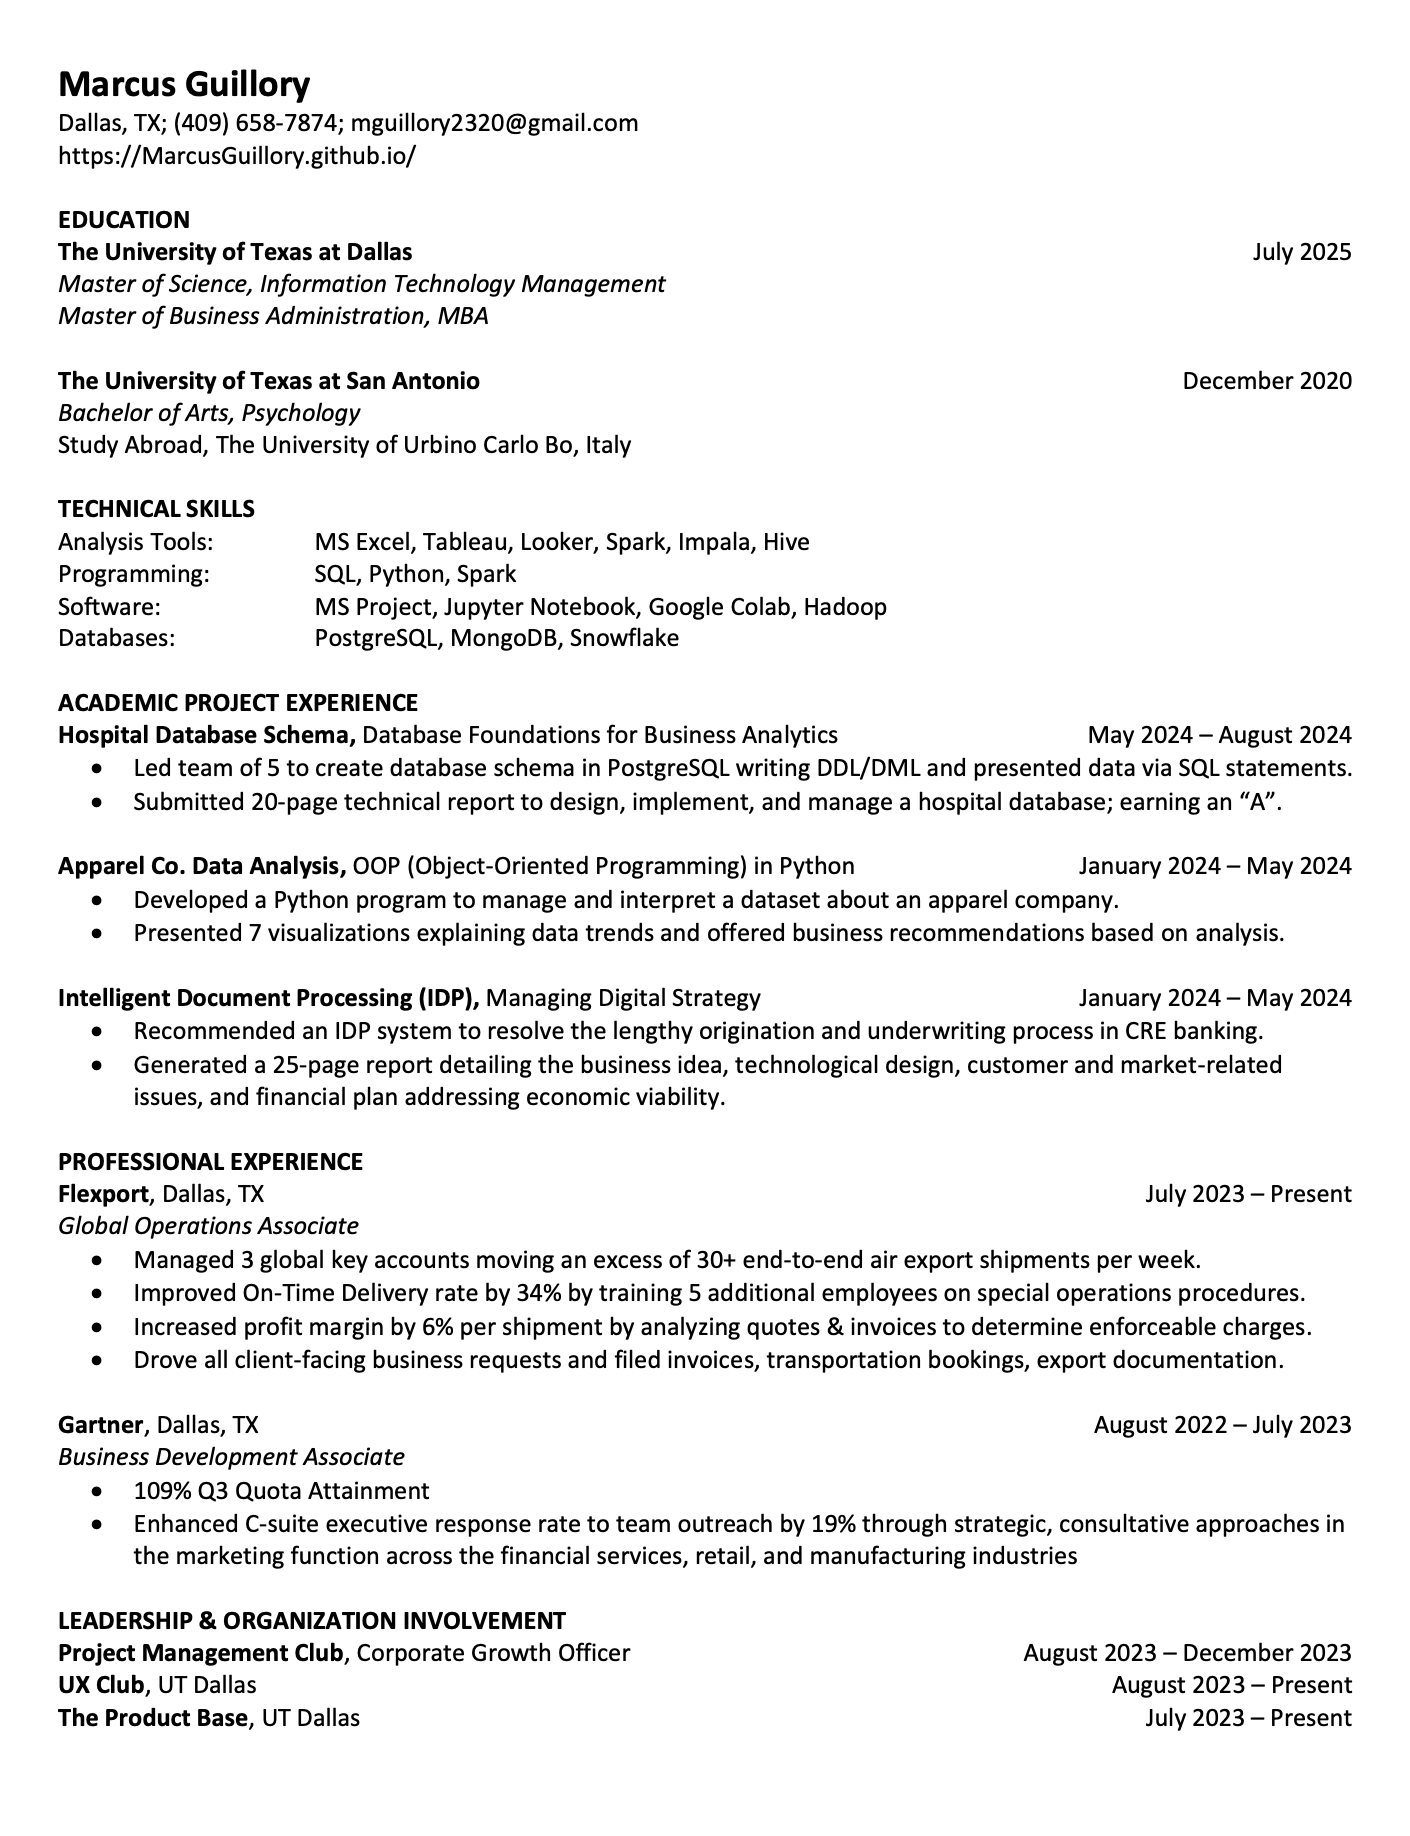 Marcus Guillory
Dallas, TX; (409) 658-7874; mguillory2320@gmail.com
https://MarcusGuillory.github.io/
EDUCATION
The University of Texas at Dallas July 2025
Master of Science, Information Technology Management
Master of Business Administration, MBA
The University of Texas at San Antonio December 2020
Bachelor of Arts, Psychology
Study Abroad, The University of Urbino Carlo Bo, Italy
TECHNICAL SKILLS
Analysis Tools: MS Excel, Tableau, Looker, Spark, Impala, Hive
Programming: SQL, Python, Spark
Software: MS Project, Jupyter Notebook, Google Colab, Hadoop
Databases: PostgreSQL, MongoDB, Snowflake
ACADEMIC PROJECT EXPERIENCE
Hospital Database Schema, Database Foundations for Business Analytics May 2024 – August 2024
• Led team of 5 to create database schema in PostgreSQL writing DDL/DML and presented data via SQL statements.
• Submitted 20-page technical report to design, implement, and manage a hospital database; earning an “A”.
Apparel Co. Data Analysis, OOP (Object-Oriented Programming) in Python January 2024 – May 2024
• Developed a Python program to manage and interpret a dataset about an apparel company.
• Presented 7 visualizations explaining data trends and offered business recommendations based on analysis.
Intelligent Document Processing (IDP), Managing Digital Strategy January 2024 – May 2024
• Recommended an IDP system to resolve the lengthy origination and underwriting process in CRE banking.
• Generated a 25-page report detailing the business idea, technological design, customer and market-related
issues, and financial plan addressing economic viability.
PROFESSIONAL EXPERIENCE
Flexport, Dallas, TX July 2023 – Present
Global Operations Associate
• Managed 3 global key accounts moving an excess of 30+ end-to-end air export shipments per week.
• Improved On-Time Delivery rate by 34% by training 5 additional employees on special operations procedures.
• Increased profit margin by 6% per shipment by analyzing quotes & invoices to determine enforceable charges.
• Drove all client-facing business requests and filed invoices, transportation bookings, export documentation.
Gartner, Dallas, TX August 2022 – July 2023
Business Development Associate
• 109% Q3 Quota Attainment
• Enhanced C-suite executive response rate to team outreach by 19% through strategic, consultative approaches in
the marketing function across the financial services, retail, and manufacturing industries
LEADERSHIP & ORGANIZATION INVOLVEMENT
Project Management Club, Corporate Growth Officer August 2023 – December 2023
UX Club, UT Dallas August 2023 – Present
The Product Base, UT Dallas July 2023 – Present